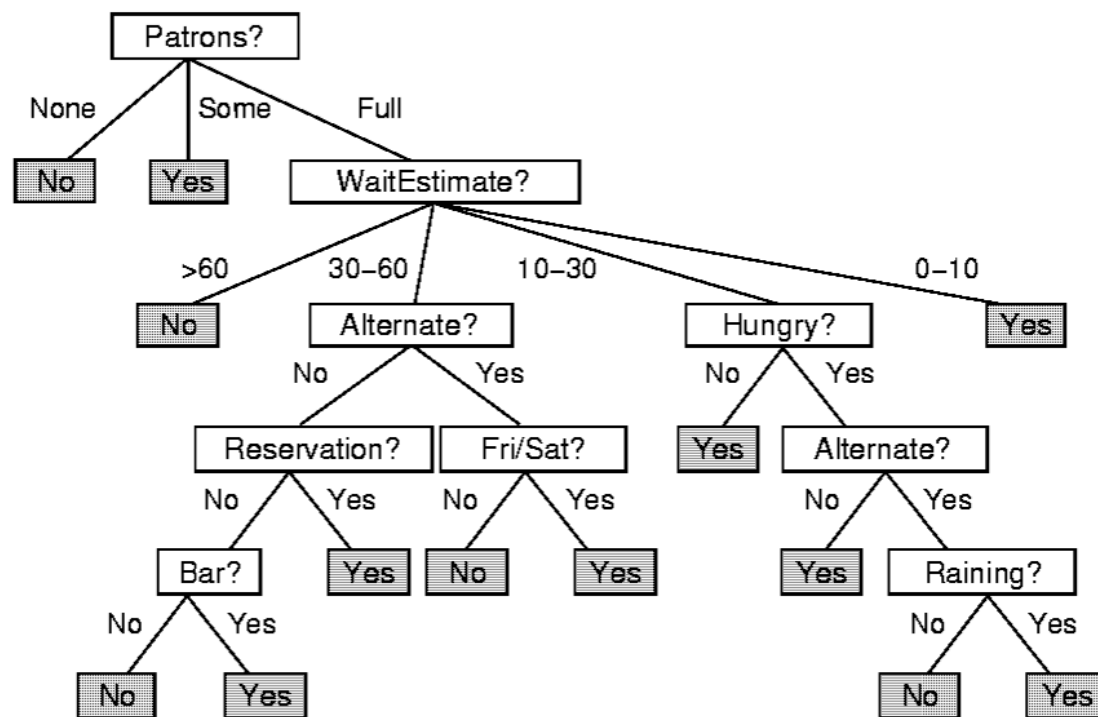 Patrons?
None Some Full
No Yes WaitEstimate?
>60 30–60 10–30 0–10
No Alternate? Hungry? Yes
No Yes No Yes
Reservation? Fri/Sat? Yes Alternate?
No Yes No Yes No Yes
Bar? Yes No Yes Yes Raining?
No Yes No Yes
No Yes No Yes